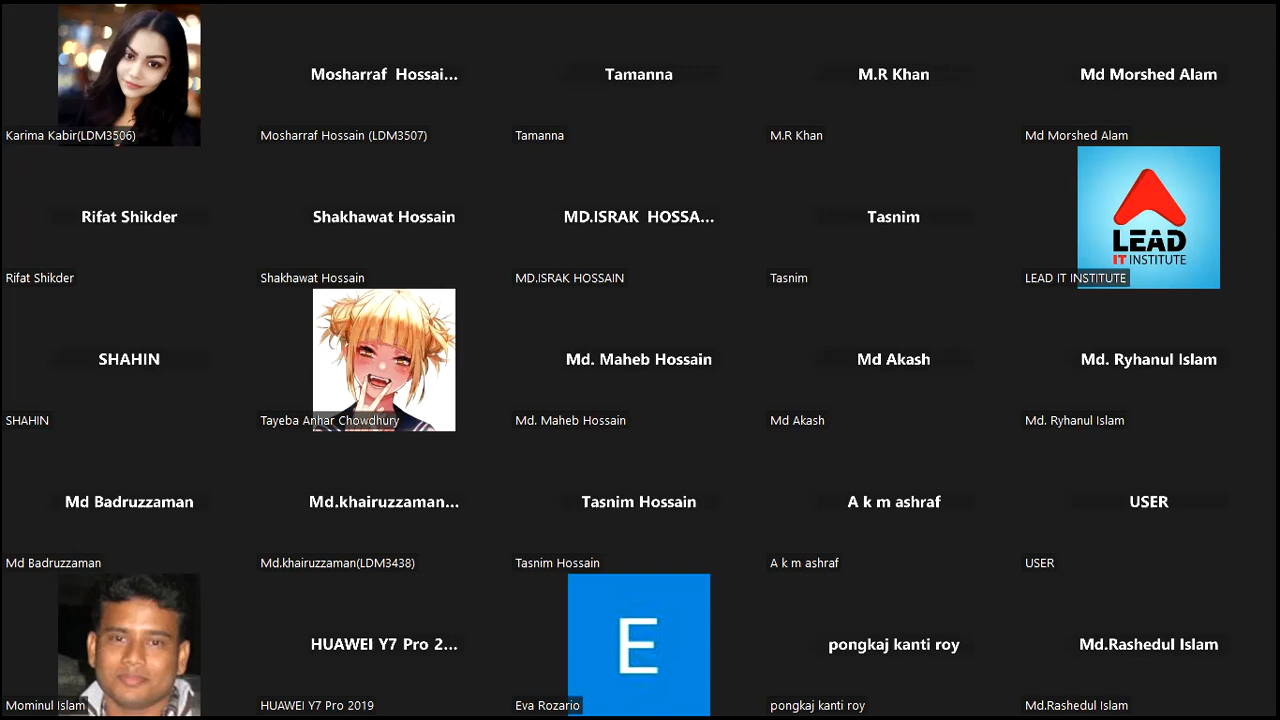 Karima Kabir(LDM3506)
Mosharraf Hossai...
Mosharraf Hossain (LDM3507)
Tamanna
Tamanna
M.R Khan
M.R Khan
Md Morshed Alam
Md Morshed Alam
Rifat Shikder
Rifat Shikder
Shakhawat Hossain
Shakhawat Hossain
MD.ISRAK HOSSA...
MD.ISRAK HOSSAIN
Tasnim
Tasnim
LEAD
IT INSTITUTE
LEAD IT INSTITUTE
SHAHIN
SHAHIN
Tayeba Anhar Chowdhury
Md. Maheb Hossain
Md. Maheb Hossain
Md Akash
Md Akash
Md. Ryhanul Islam
Md. Ryhanul Islam
Md Badruzzaman
Md Badruzzaman
Md.khairuzzaman...
Md.khairuzzaman(LDM3438)
Tasnim Hossain
Tasnim Hossain
A k m ashraf
A k m ashraf
USER
USER
Mominul Islam
HUAWEI Y7 Pro 2...
HUAWEI Y7 Pro 2019
E
Eva Rozario
pongkaj kanti roy
pongkaj kanti roy
Md.Rashedul Islam
Md.Rashedul Islam